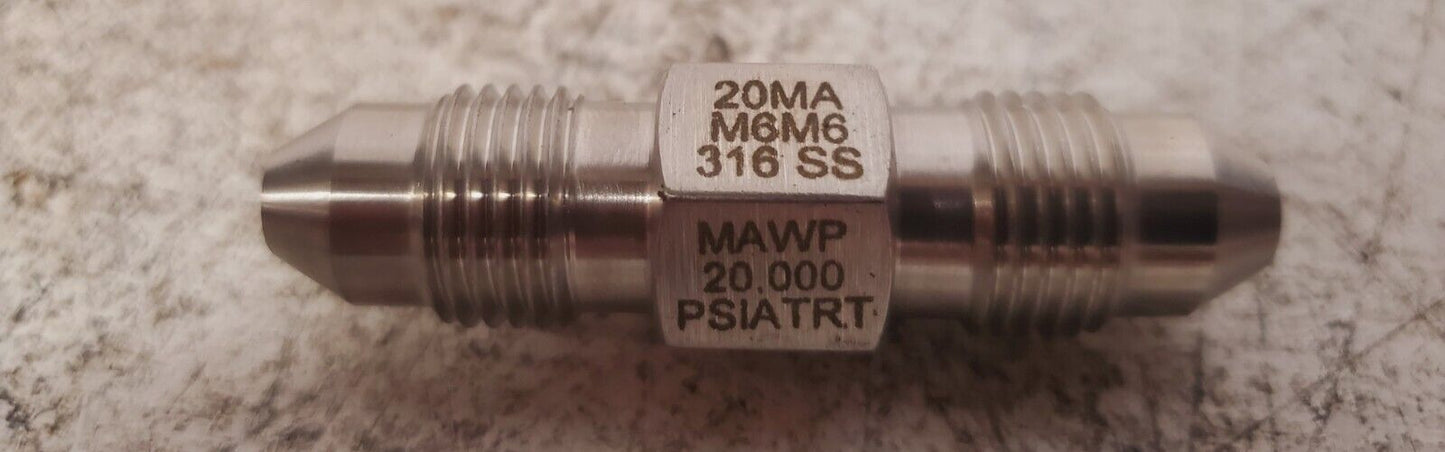 20MA
M6M6
316 SS
MAWP
20.000
PSIATRT